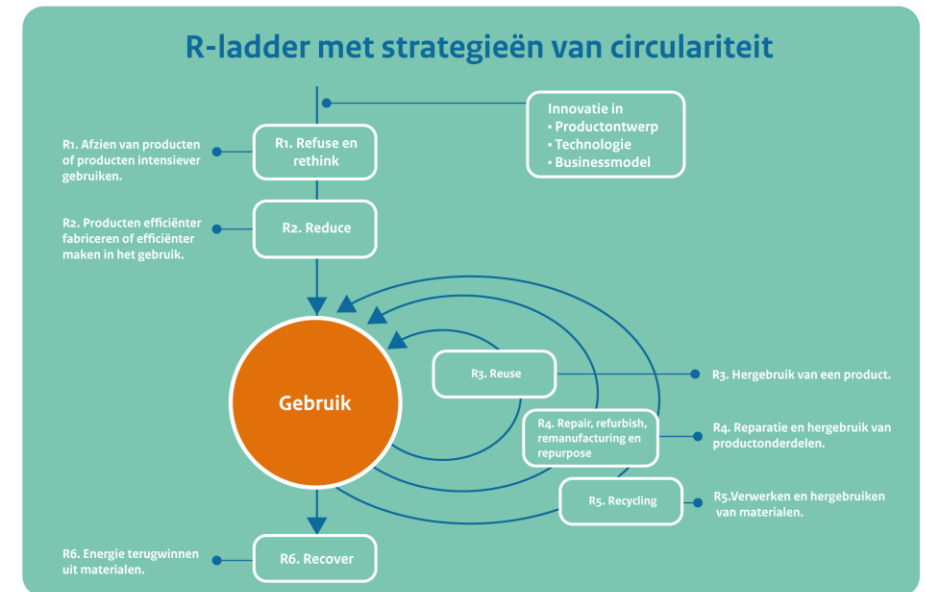 R-ladder met strategieën van circulariteit
Innovatie in
• Productontwerp
• Technologie
• Businessmodel
R1. Afzien van producten
of producten intensiever
gebruiken.
R1. Refuse en
rethink
R2. Producten efficiënter
fabriceren of efficiënter
maken in het gebruik.
R2. Reduce
Gebruik
R3. Reuse
R3. Hergebruik van een product.
R4. Repair, refurbish,
remanufacturing en
repurpose
R4. Reparatie en hergebruik van
productonderdelen.
R5. Recycling
R5.Verwerken en hergebruiken
van materialen.
R6. Energie terugwinnen
uit materialen.
R6. Recover